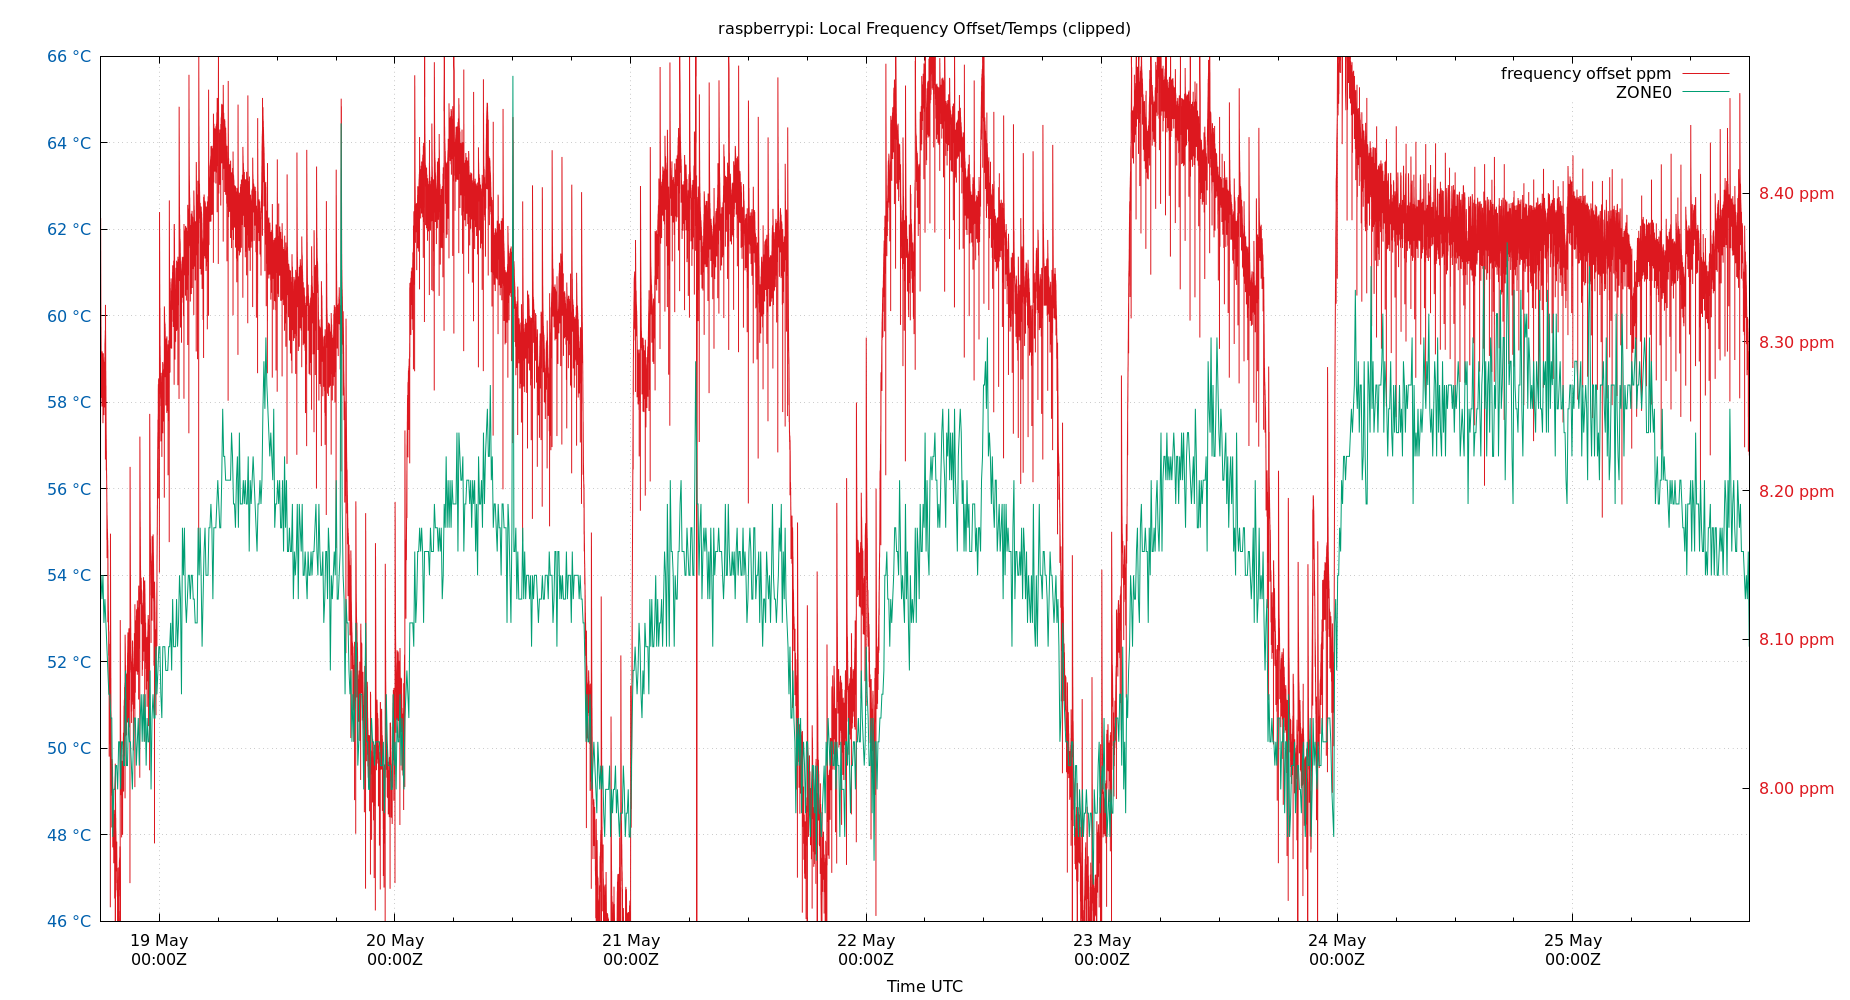 raspberrypi: Local Frequency Offset/Temps (clipped)
frequency offset ppm
ZONE0
66 °C
64 °C
62 °C
60 °C
58 °C
56 °C
54 °C
52 °C
50 °C
48 °C
46 °C
8.40 ppm
8.30 ppm
8.20 ppm
8.10 ppm
8.00 ppm
19 May
00:00Z
20 May
00:00Z
21 May
00:00Z
22 May
00:00Z
23 May
00:00Z
24 May
00:00Z
25 May
00:00Z
Time UTC